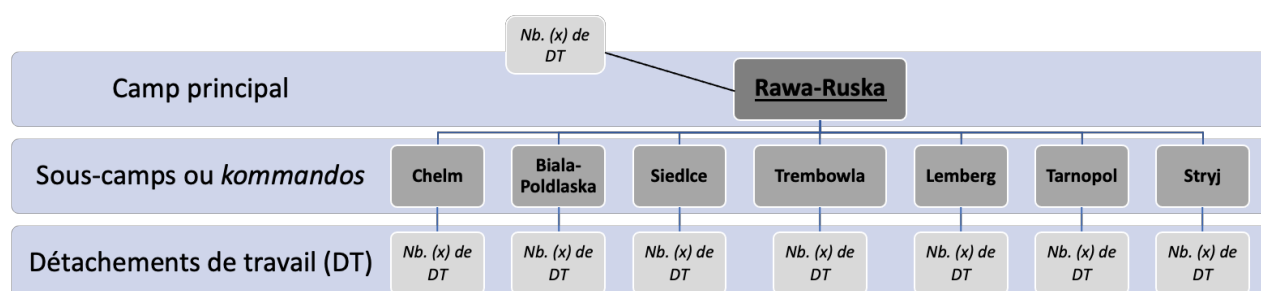 Nb. (x) de
DT
Camp principal
Rawa-Ruska
Sous-camps ou kommandos
Chelm
Biala-
Poldlaska
Siedlce
Trembowla
Lemberg
Tarnopol
Stryj
Détachements de travail (DT)
Nb. (x) de
DT
Nb. (x) de
DT
Nb. (x) de
DT
Nb. (x) de
DT
Nb. (x) de
DT
Nb. (x) de
DT
Nb. (x) de
DT